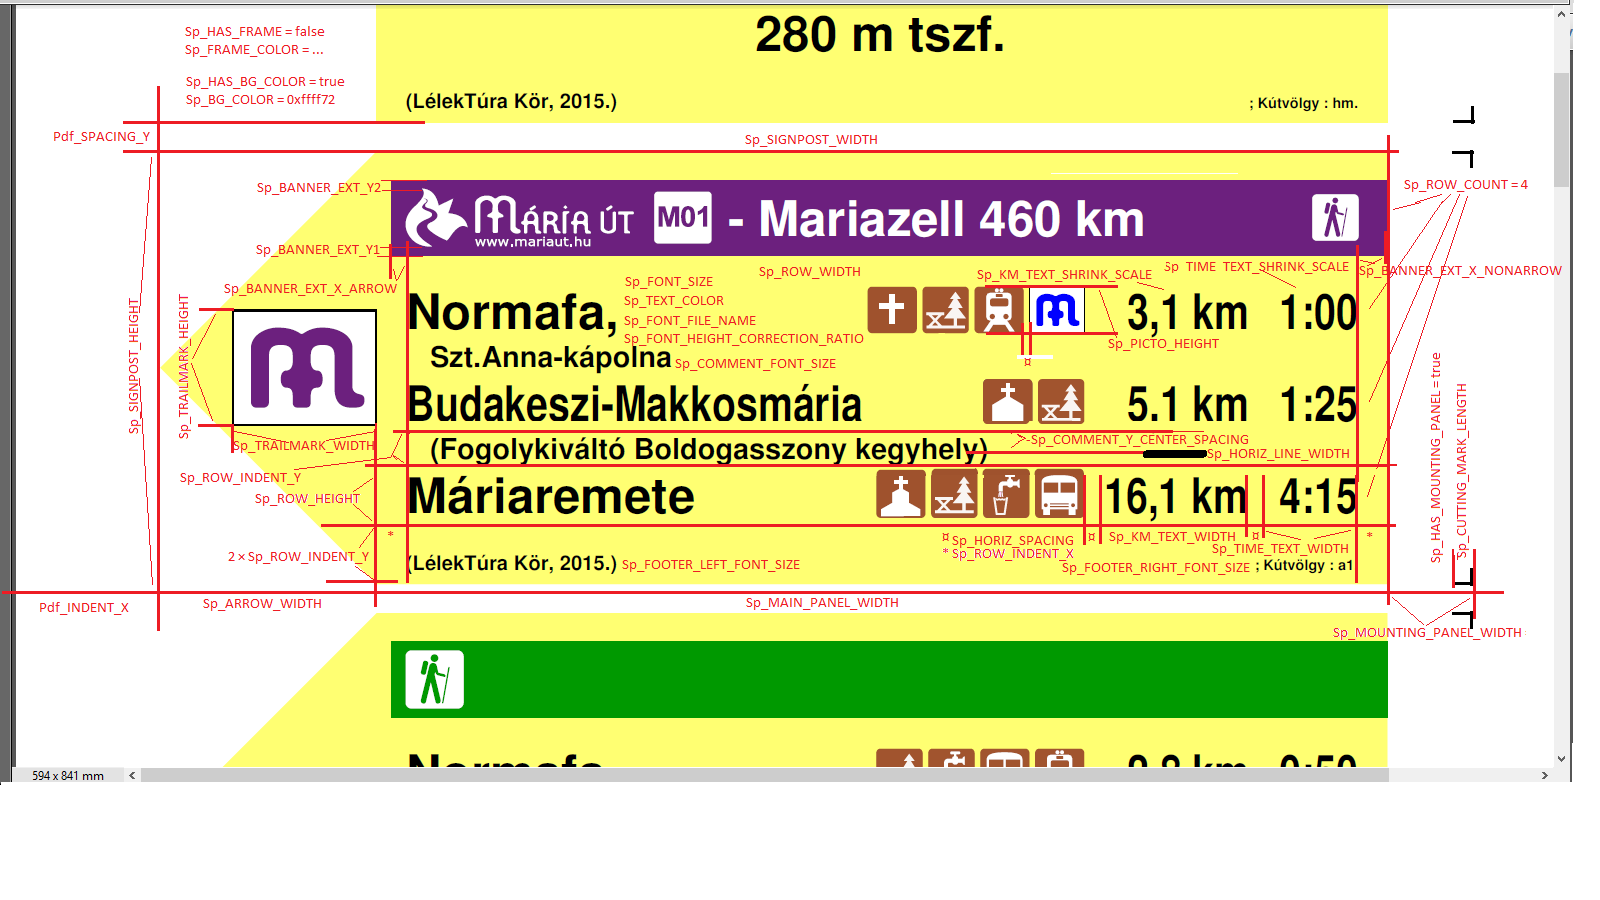 Sp_HAS_FRAME = false
Sp_FRAME_COLOR = ...
280 m tszf.
Sp_HAS_BG_COLOR = true
Sp_BG_COLOR = 0xffff72
(LélekTúra Kör, 2015.)
; Kútvölgy : hm.
Pdf_SPACING_Y
Sp_SIGNPOST_WIDTH
Sp_BANNER_EXT_Y2
Sp_ROW_COUNT = 4
MÁRIA ÚT
www.mariaut.hu
M01 - Mariazell 460 km
Sp_BANNER_EXT_Y1
Sp_ROW_WIDTH
Sp_KM_TEXT_SHRINK_SCALE
Sp_TIME_TEXT_SHRINK_SCALE
Sp_BANNER_EXT_X_NONARROW
Sp_BANNER_EXT_X_ARROW
Sp_FONT_SIZE
Sp_TEXT_COLOR
Sp_FONT_FILE_NAME
Sp_FONT_HEIGHT_CORRECTION_RATIO
Normafa,
3,1 km 1:00
Sp_PICTO_HEIGHT
Sp_SIGNPOST_HEIGHT
Sp_TRAILMARK_HEIGHT
Szt.Anna-kápolna
Sp_COMMENT_FONT_SIZE
¤
Budakeszi-Makkosmária
5.1 km 1:25
Sp_HAS_MOUNTING_PANEL = true
Sp_CUTTING_MARK_LENGTH
Sp_TRAILMARK_WIDTH
(Fogolykiváltó Boldogasszony kegyhely)
Sp_COMMENT_Y_CENTER_SPACING
Sp_HORIZ_LINE_WIDTH
Sp_ROW_INDENT_Y
Sp_ROW_HEIGHT
Máriaremete
16,1 km 4:15
*
¤ Sp_HORIZ_SPACING
¤
Sp_KM_TEXT_WIDTH
¤
*
* Sp_ROW_INDENT_X
Sp_TIME_TEXT_WIDTH
2 × Sp_ROW_INDENT_Y
(LélekTúra Kör, 2015.)
Sp_FOOTER_LEFT_FONT_SIZE
Sp_FOOTER_RIGHT_FONT_SIZE
; Kútvölgy : a1
Pdf_INDENT_X
Sp_ARROW_WIDTH
Sp_MAIN_PANEL_WIDTH
Sp_MOUNTING_PANEL_WIDTH
Normafa
594 x 841 mm